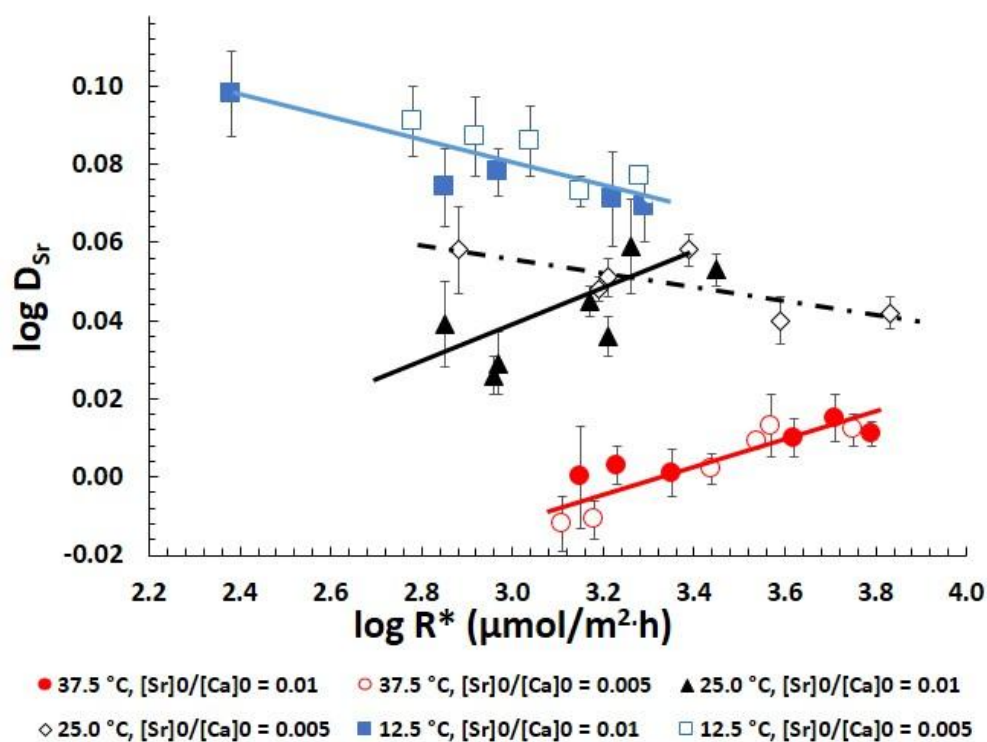 0.10
0.08
0.06
0.04
0.02
0.00
-0.02
log D_Sr
2.2 2.4 2.6 2.8 3.0 3.2 3.4 3.6 3.8 4.0
log R* (µmol/m²·h)
37.5 °C, [Sr]0/[Ca]0 = 0.01 37.5 °C, [Sr]0/[Ca]0 = 0.005 25.0 °C, [Sr]0/[Ca]0 = 0.01
25.0 °C, [Sr]0/[Ca]0 = 0.005 12.5 °C, [Sr]0/[Ca]0 = 0.01 12.5 °C, [Sr]0/[Ca]0 = 0.005